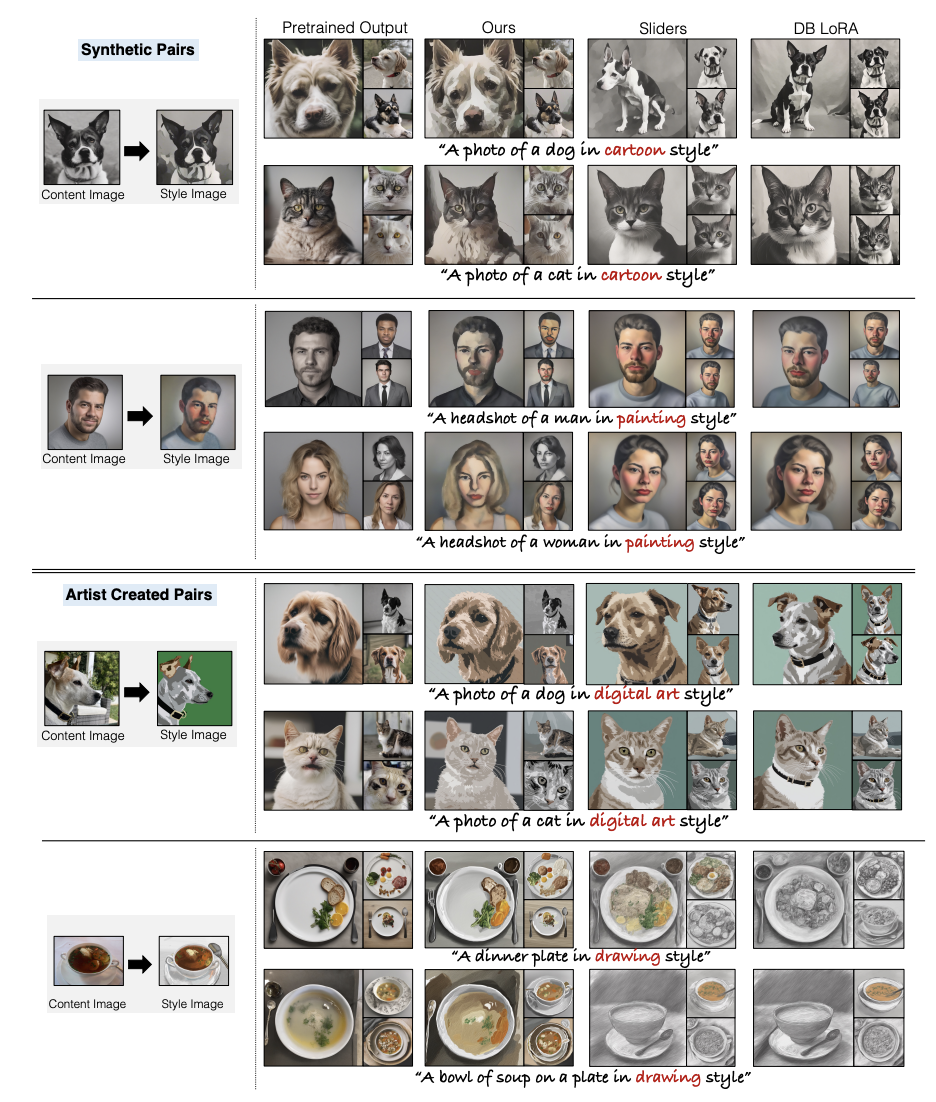 Pretrained Output Ours Sliders DB LoRA
Synthetic Pairs
Content Image Style Image
“A photo of a dog in cartoon style”
“A photo of a cat in cartoon style”
Content Image Style Image
“A headshot of a man in painting style”
“A headshot of a woman in painting style”
Artist Created Pairs
Content Image Style Image
“A photo of a dog in digital art style”
“A photo of a cat in digital art style”
Content Image Style Image
“A dinner plate in drawing style”
“A bowl of soup on a plate in drawing style”